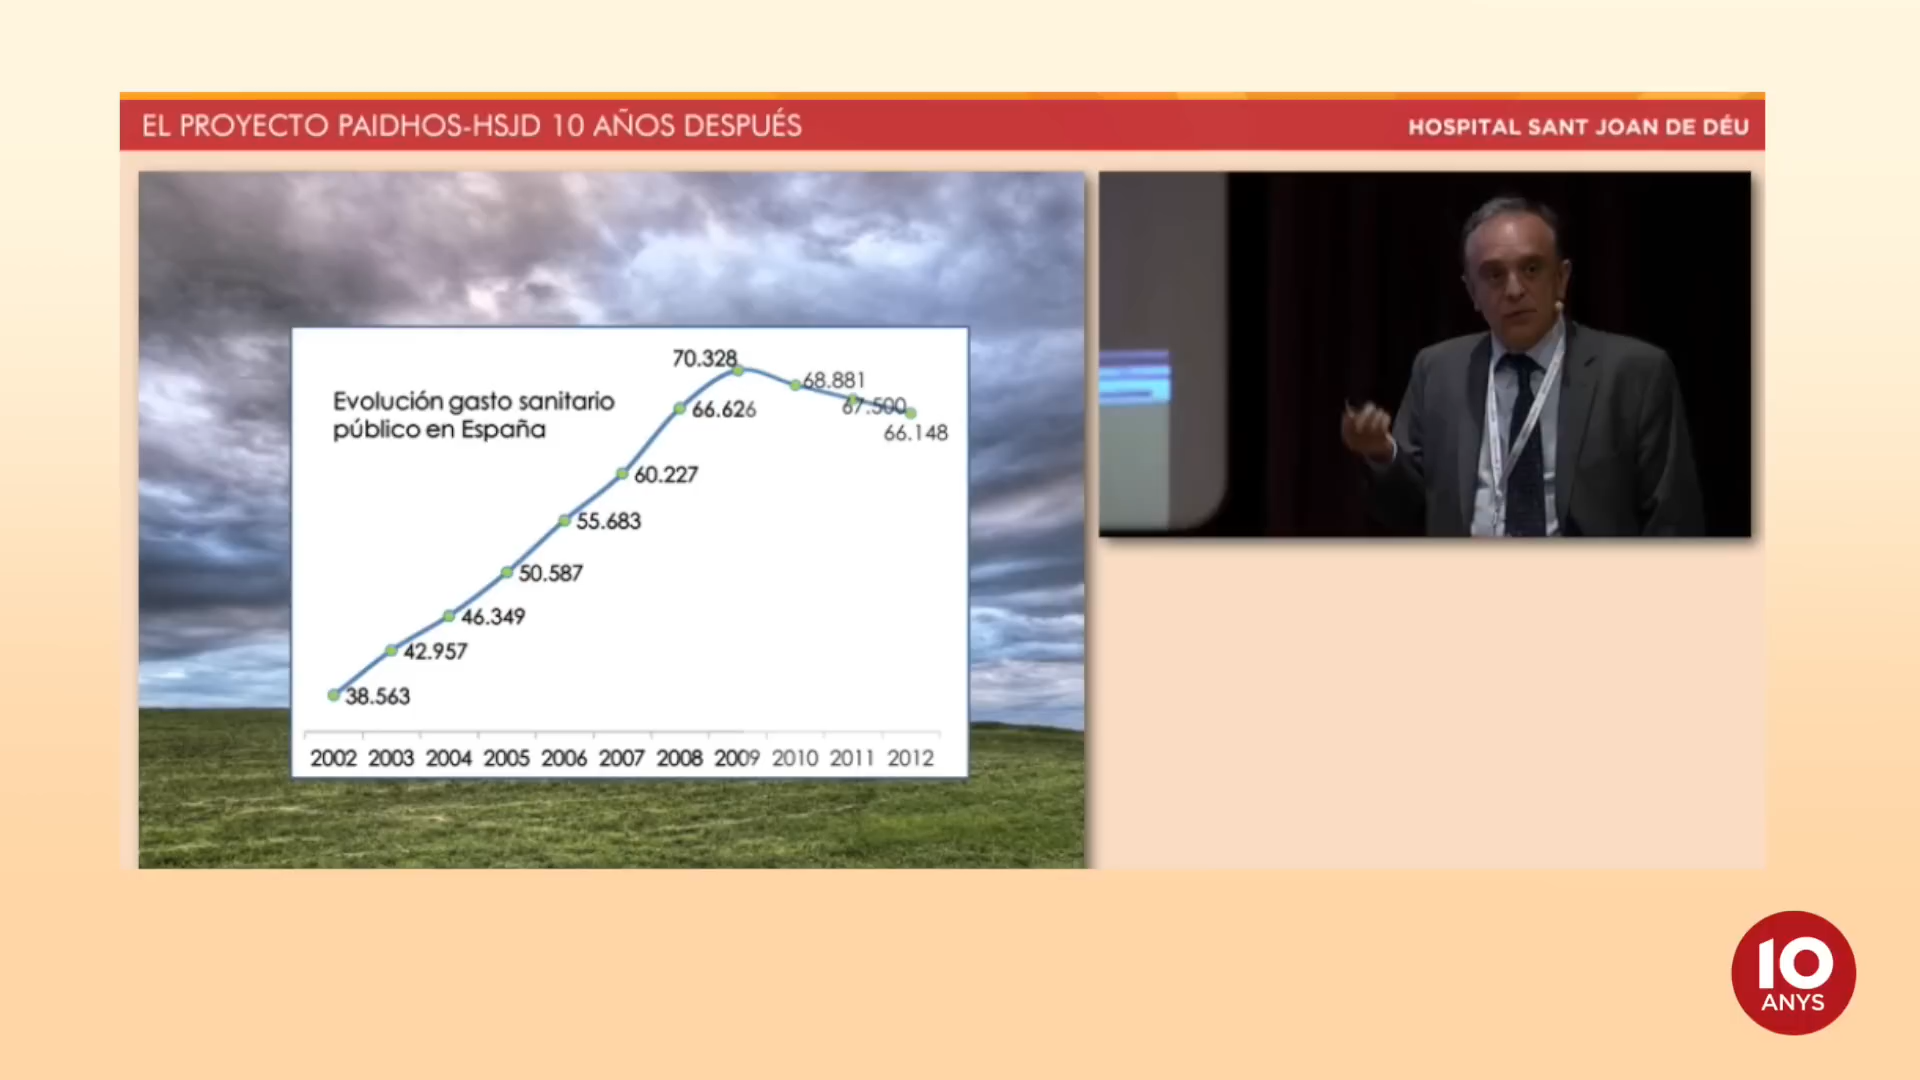 EL PROYECTO PAIDHOS-HSJD 10 AÑOS DESPUÉS
HOSPITAL SANT JOAN DE DÉU
Evolución gasto sanitario
público en España
38.563
42.957
46.349
50.587
55.683
60.227
66.626
70.328
68.881
67.500
66.148
2002 2003 2004 2005 2006 2007 2008 2009 2010 2011 2012
10
ANYS